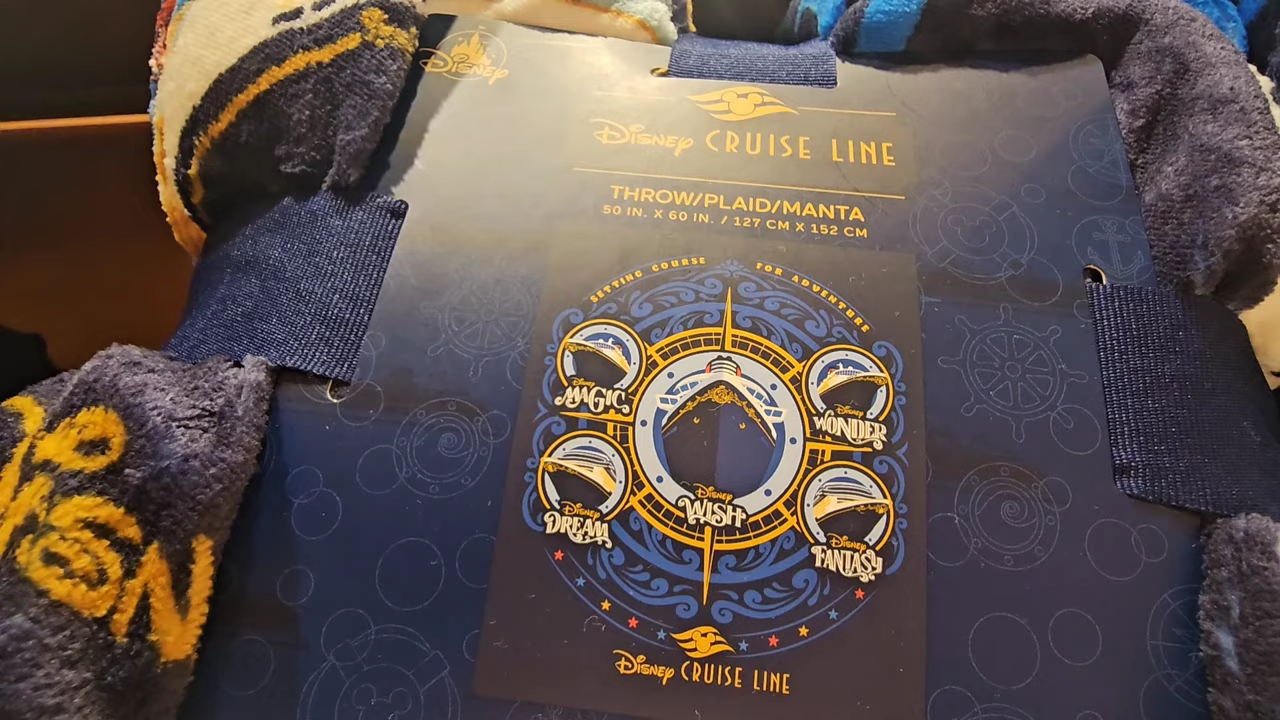 Disney
Disney CRUISE LINE
THROW/PLAID/MANTA
50 IN. X 60 IN. / 127 CM X 152 CM
SETTING COURSE FOR ADVENTURE
Disney MAGIC
Disney WONDER
Disney DREAM
Disney WISH
Disney FANTASY
Disney CRUISE LINE